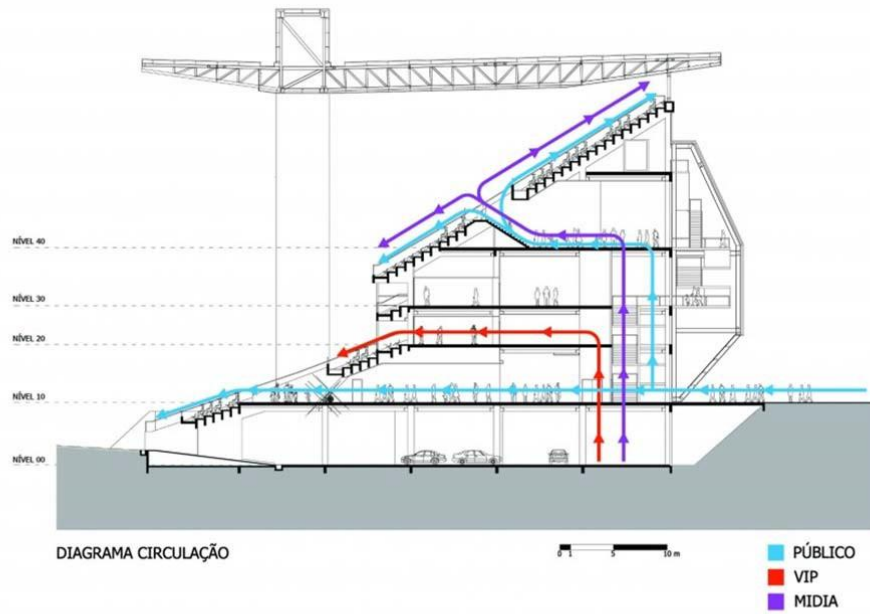 NÍVEL 40
NÍVEL 30
NÍVEL 20
NÍVEL 10
NÍVEL 00
DIAGRAMA CIRCULAÇÃO
0 1 5 10 m
PÚBLICO
VIP
MIDIA